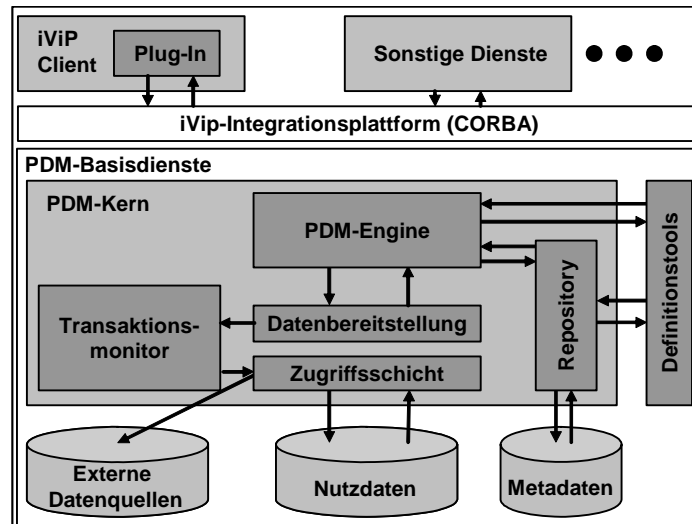 iViP
Client
Plug-In
Sonstige Dienste
iVip-Integrationsplattform (CORBA)
PDM-Basisdienste
PDM-Kern
PDM-Engine
Transaktions-
monitor
Datenbereitstellung
Zugriffsschicht
Repository
Definitionstools
Externe
Datenquellen
Nutzdaten
Metadaten